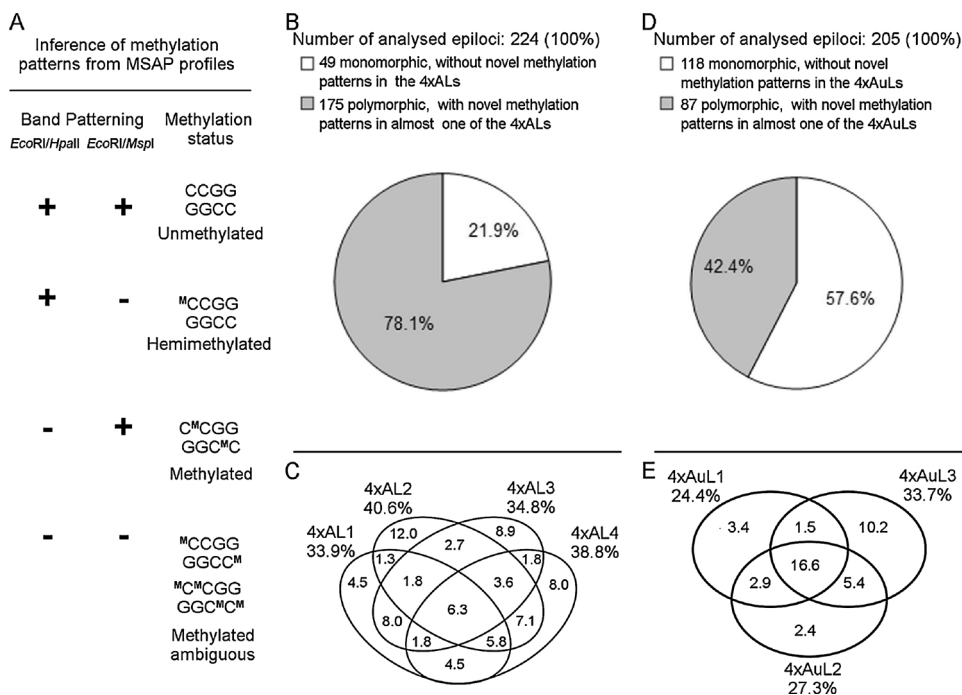 A
Inference of methylation
patterns from MSAP profiles
Band Patterning
EcoRI/HpaII EcoRI/MspI
Methylation
status
+ +
CCGG
GGCC
Unmethylated
+ -
ᴹCCGG
GGCC
Hemimethylated
- +
CᴹCGG
GGCᴹC
Methylated
- -
ᴹCCGG
GGCCᴹ
ᴹCᴹCGG
GGCᴹCᴹ
Methylated
ambiguous
B
Number of analysed epiloci: 224 (100%)
49 monomorphic, without novel methylation
patterns in the 4xALs)
175 polymorphic, with novel methylation
patterns in almost one of the 4xALs)
21.9%
78.1%
C
4xAL1
33.9%
4xAL2
40.6%
4xAL3
34.8%
4xAL4
38.8%
12.0
8.9
2.7
1.3
1.8
4.5
1.8
3.6
8.0
6.3
8.0
7.1
1.8
5.8
4.5
D
Number of analysed epiloci: 205 (100%)
118 monomorphic, without novel
methylation patterns in the 4xAuLs)
87 polymorphic, with novel methylation
patterns in almost one of the 4xAuLs)
42.4%
57.6%
E
4xAuL1
24.4%
4xAuL3
33.7%
3.4
1.5
10.2
16.6
2.9
5.4
2.4
4xAuL2
27.3%